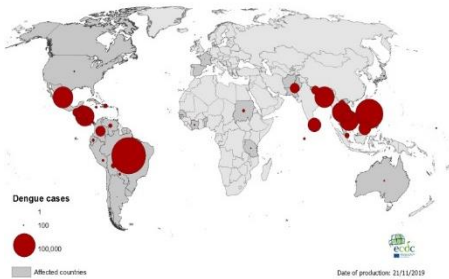 Dengue cases
1
100
100,000
Affected countries
ecdc
Date of production: 21/11/2019